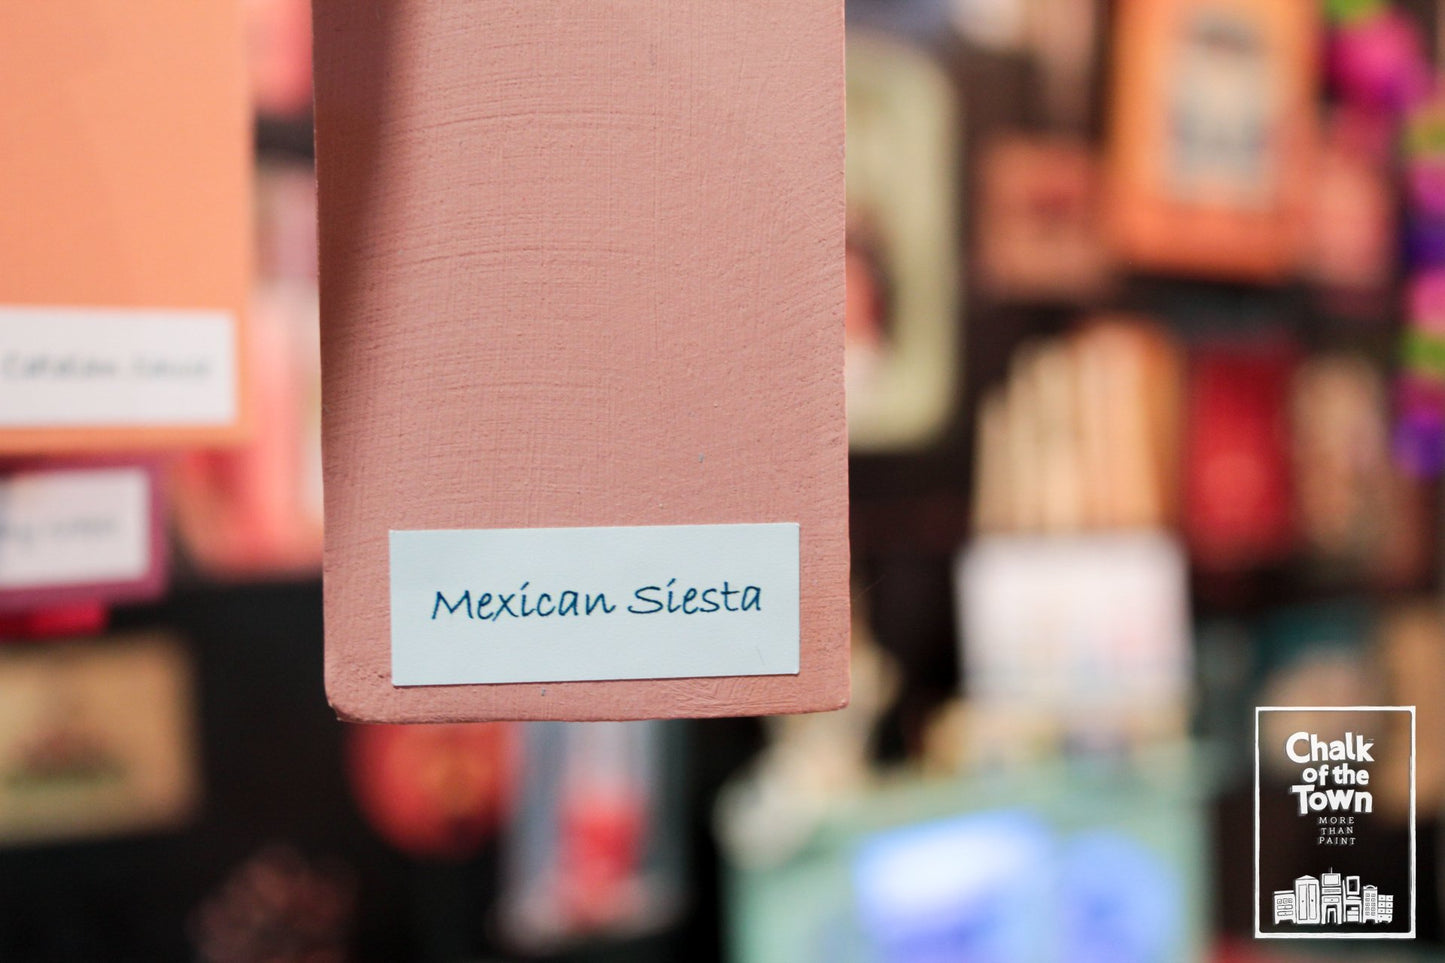 Mexican Siesta
Chalk
of the
Town
MORE
THAN
PAINT